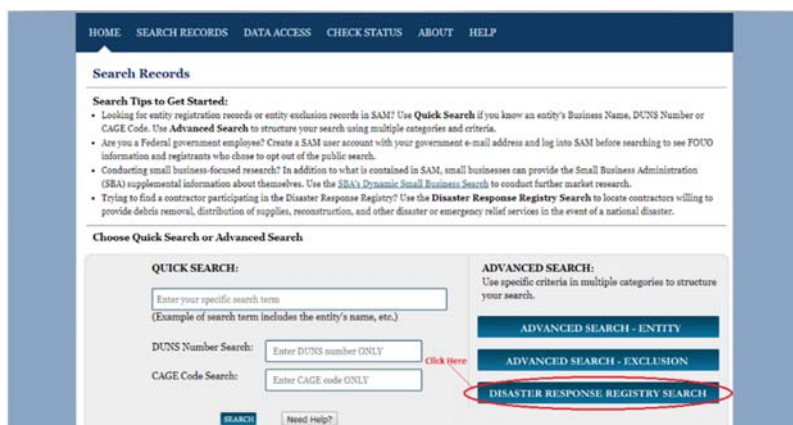 HOME SEARCH RECORDS DATA ACCESS CHECK STATUS ABOUT HELP
Search Records
Search Tips to Get Started:
• Looking for entity registration records or entity exclusion records in SAM? Use Quick Search if you know an entity's Business Name, DUNS Number or
CAGE Code. Use Advanced Search to structure your search using multiple categories and criteria.
• Are you a Federal government employee? Create a SAM user account with your government e-mail address and log into SAM before searching to see FOUO
information and registrants who chose to opt out of the public search.
• Conducting small business-focused research? In addition to what is contained in SAM, small businesses can provide the Small Business Administration
(SBA) supplemental information about themselves. Use the SBA's Dynamic Small Business Search to conduct further market research.
• Trying to find a contractor participating in the Disaster Response Registry? Use the Disaster Response Registry Search to locate contractors willing to
provide debris removal, distribution of supplies, reconstruction, and other disaster or emergency relief services in the event of a national disaster.
Choose Quick Search or Advanced Search
QUICK SEARCH:
Enter your specific search term
(Example of search term includes the entity's name, etc.)
DUNS Number Search: Enter DUNS number ONLY
CAGE Code Search: Enter CAGE code ONLY
SEARCH Need Help?
ADVANCED SEARCH:
Use specific criteria in multiple categories to structure
your search.
ADVANCED SEARCH - ENTITY
Click Here
ADVANCED SEARCH - EXCLUSION
DISASTER RESPONSE REGISTRY SEARCH